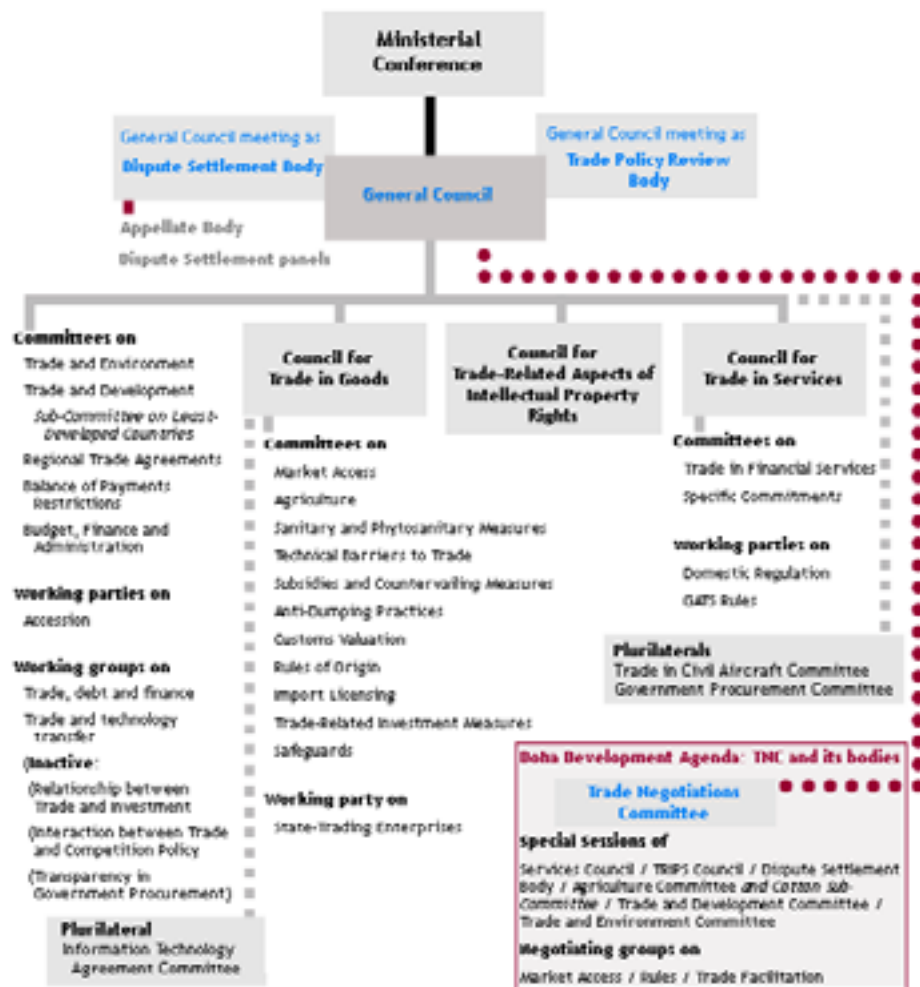 Ministerial
Conference
General Council meeting as
Dispute Settlement Body
General Council meeting as
Trade Policy Review
Body
General Council
Appellate Body
Dispute Settlement panels
Committees on
Trade and Environment
Trade and Development
Sub-Committee on Least-
Developed Countries
Regional Trade Agreements
Balance of Payments
Restrictions
Budget, Finance and
Administration
Working parties on
Accession
Working groups on
Trade, debt and finance
Trade and technology
transfer
(Inactive:
(Relationship between
Trade and Investment
(Interaction between Trade
and Competition Policy
(Transparency in
Government Procurement)
Plurilateral
Information Technology
Agreement Committee
Council for
Trade in Goods
Committees on
Market Access
Agriculture
Sanitary and Phytosanitary Measures
Technical Barriers to Trade
Subsidies and Countervailing Measures
Anti-Dumping Practices
Customs Valuation
Rules of Origin
Import Licensing
Trade-Related Investment Measures
Safeguards
Working party on
State-Trading Enterprises
Council for
Trade-Related Aspects of
Intellectual Property
Rights
Council for
Trade in Services
Committees on
Trade in Financial Services
Specific Commitments
Working parties on
Domestic Regulation
GATS Rules
Plurilaterals
Trade in Civil Aircraft Committee
Government Procurement Committee
Doha Development Agenda: TNC and its bodies
Trade Negotiations
Committee
Special Sessions of
Services Council / TRIPS Council / Dispute Settlement
Body / Agriculture Committee and Cotton Sub-
Committee / Trade and Development Committee /
Trade and Environment Committee
Negotiating groups on
Market Access / Rules / Trade Facilitation